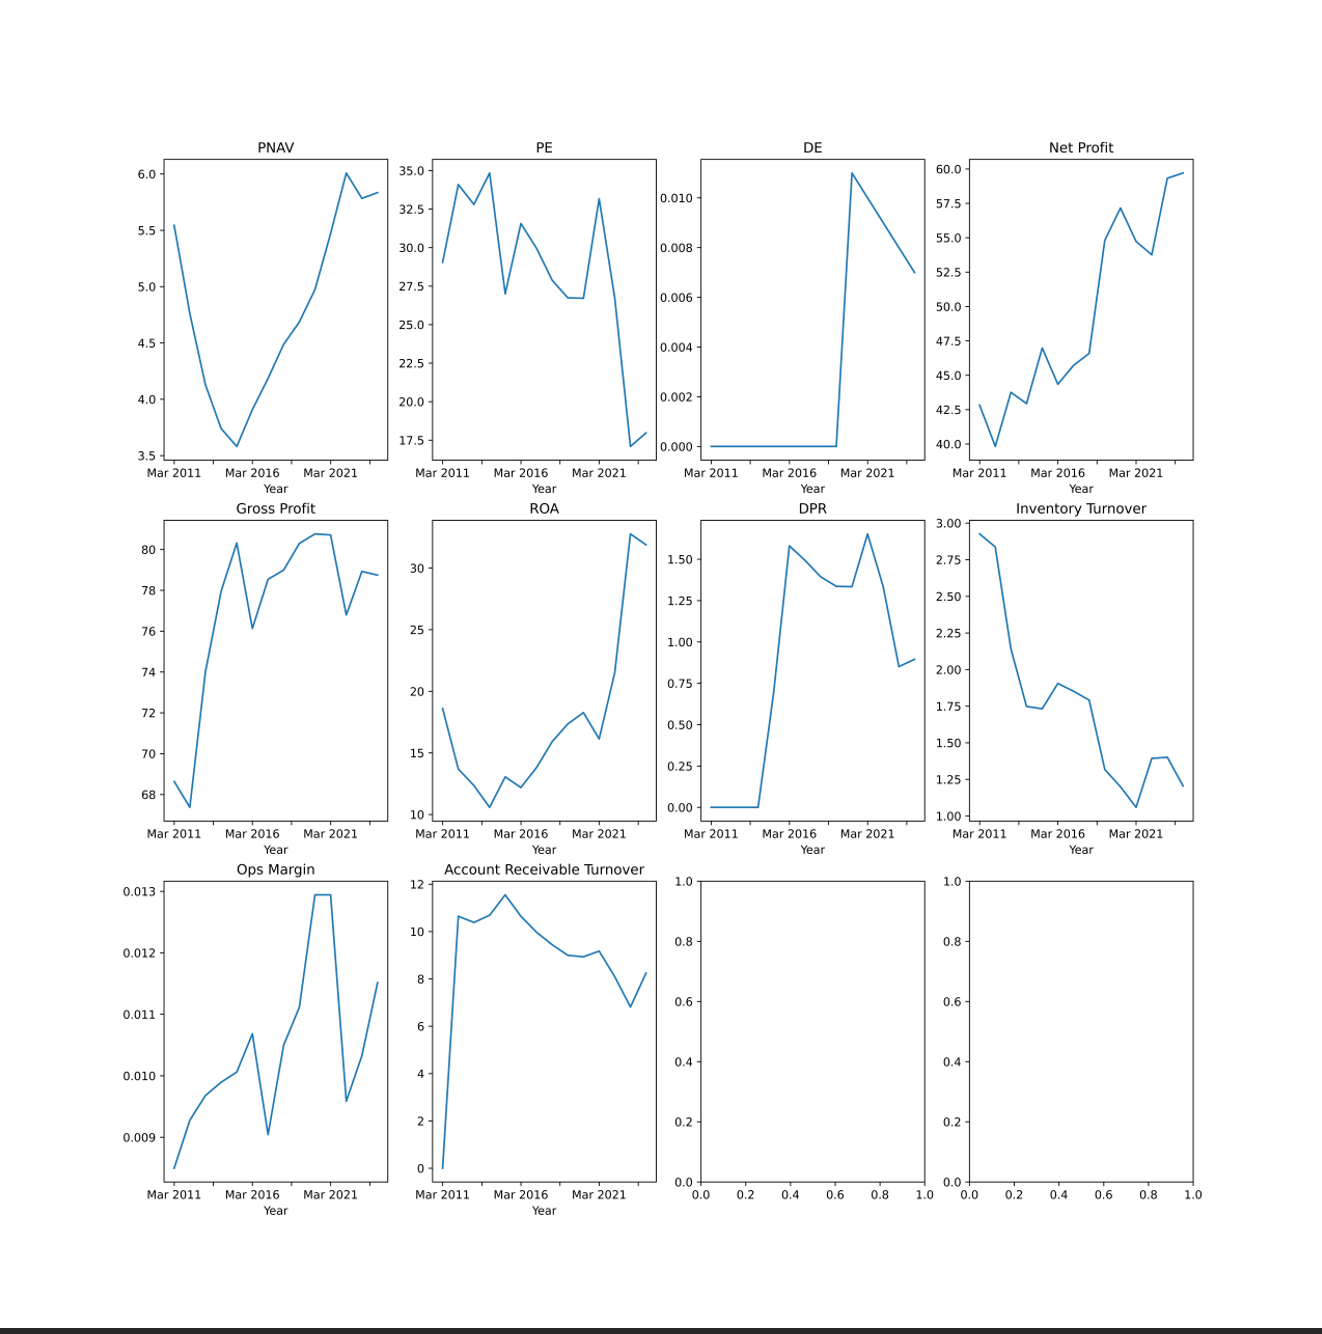 PNAV
6.0
5.5
5.0
4.5
4.0
3.5
Mar 2011 Mar 2016 Mar 2021
Year
PE
35.0
32.5
30.0
27.5
25.0
22.5
20.0
17.5
Mar 2011 Mar 2016 Mar 2021
Year
DE
0.010
0.008
0.006
0.004
0.002
0.000
Mar 2011 Mar 2016 Mar 2021
Year
Net Profit
60.0
57.5
55.0
52.5
50.0
47.5
45.0
42.5
40.0
Mar 2011 Mar 2016 Mar 2021
Year
Gross Profit
80
78
76
74
72
70
68
Mar 2011 Mar 2016 Mar 2021
Year
ROA
30
25
20
15
10
Mar 2011 Mar 2016 Mar 2021
Year
DPR
1.50
1.25
1.00
0.75
0.50
0.25
0.00
Mar 2011 Mar 2016 Mar 2021
Year
Inventory Turnover
3.00
2.75
2.50
2.25
2.00
1.75
1.50
1.25
1.00
Mar 2011 Mar 2016 Mar 2021
Year
Ops Margin
0.013
0.012
0.011
0.010
0.009
Mar 2011 Mar 2016 Mar 2021
Year
Account Receivable Turnover
12
10
8
6
4
2
0
Mar 2011 Mar 2016 Mar 2021
Year
1.0
0.8
0.6
0.4
0.2
0.0
0.0 0.2 0.4 0.6 0.8 1.0
1.0
0.8
0.6
0.4
0.2
0.0
0.0 0.2 0.4 0.6 0.8 1.0